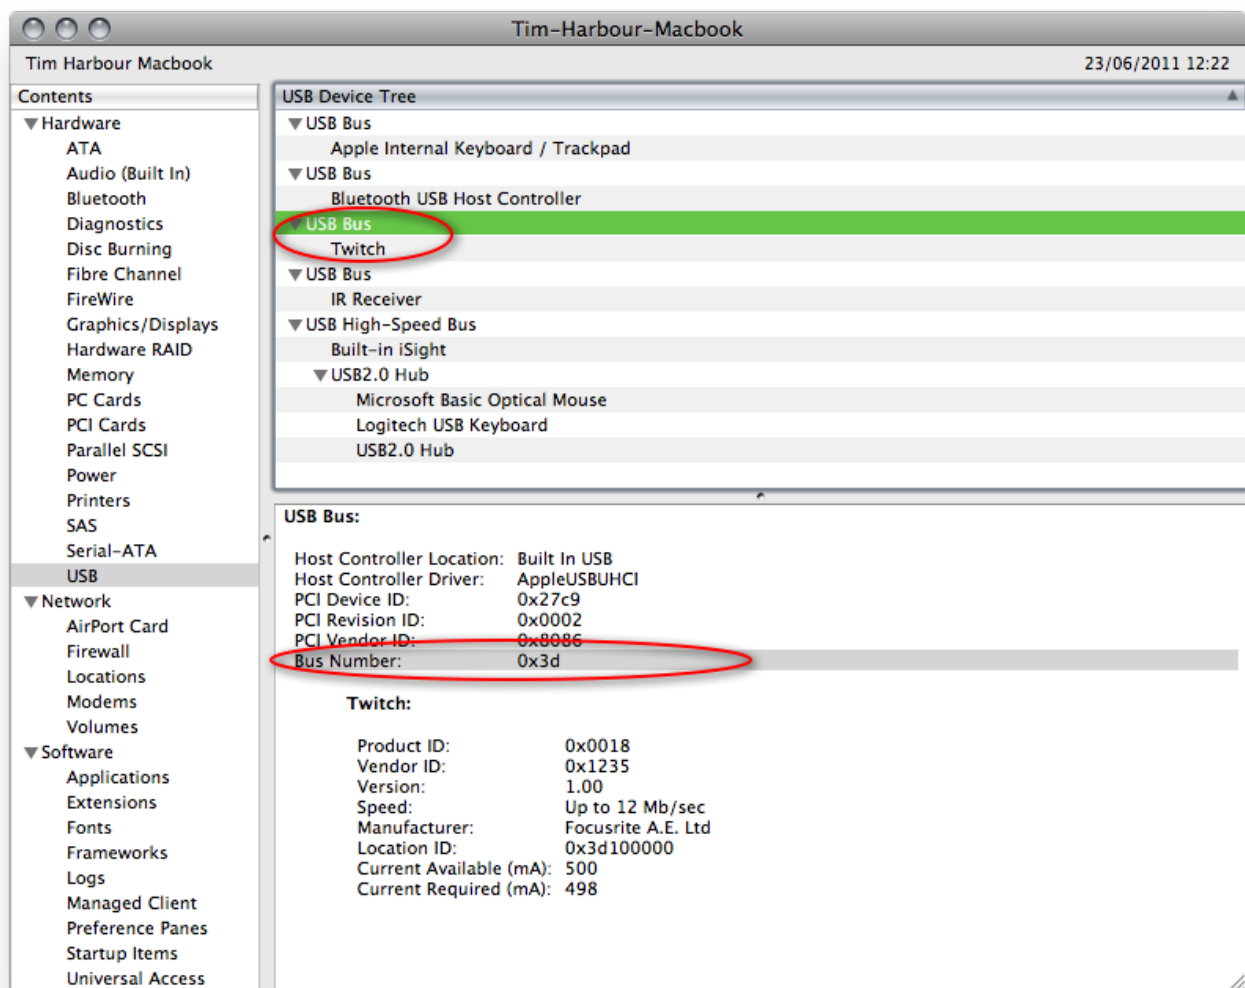 Tim-Harbour-Macbook
Tim Harbour Macbook
23/06/2011 12:22
Contents
Hardware
ATA
Audio (Built In)
Bluetooth
Diagnostics
Disc Burning
Fibre Channel
FireWire
Graphics/Displays
Hardware RAID
Memory
PC Cards
PCI Cards
Parallel SCSI
Power
Printers
SAS
Serial-ATA
USB
Network
AirPort Card
Firewall
Locations
Modems
Volumes
Software
Applications
Extensions
Fonts
Frameworks
Logs
Managed Client
Preference Panes
Startup Items
Universal Access
USB Device Tree
USB Bus
Apple Internal Keyboard / Trackpad
USB Bus
Bluetooth USB Host Controller
USB Bus
Twitch
USB Bus
IR Receiver
USB High-Speed Bus
Built-in iSight
USB2.0 Hub
Microsoft Basic Optical Mouse
Logitech USB Keyboard
USB2.0 Hub
USB Bus:
Host Controller Location: Built In USB
Host Controller Driver: AppleUSBUHCI
PCI Device ID: 0x27c9
PCI Revision ID: 0x0002
PCI Vendor ID: 0x8086
Bus Number: 0x3d
Twitch:
Product ID: 0x0018
Vendor ID: 0x1235
Version: 1.00
Speed: Up to 12 Mb/sec
Manufacturer: Focusrite A.E. Ltd
Location ID: 0x3d100000
Current Available (mA): 500
Current Required (mA): 498